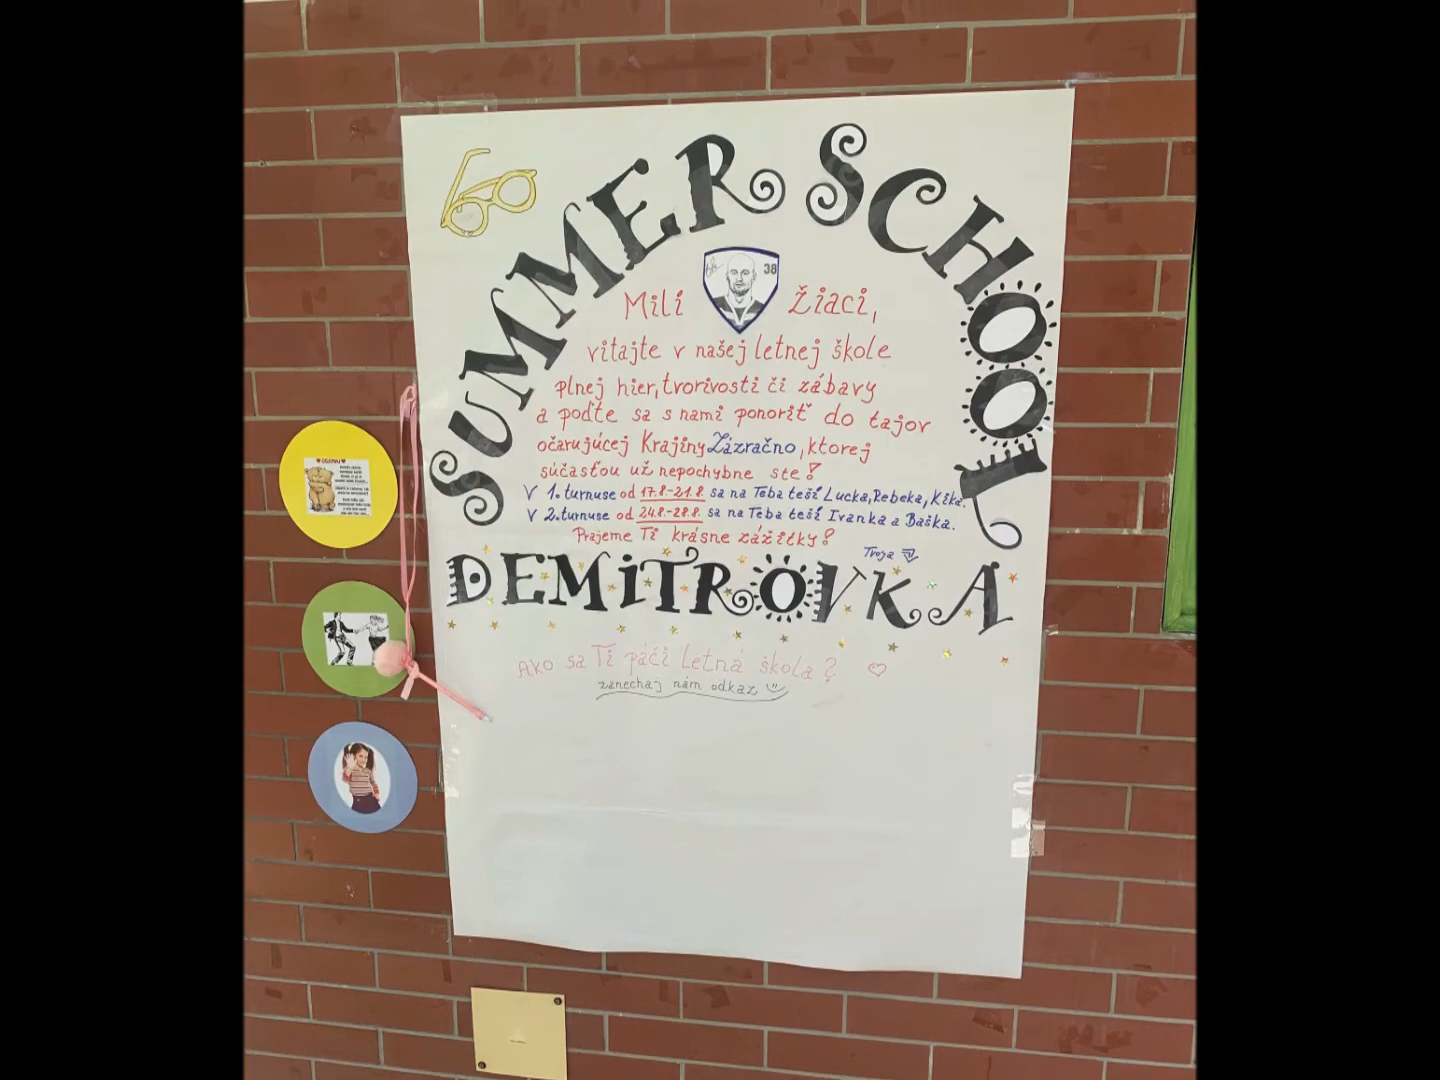 SUMMER SCHOOL
38
Milí Žiaci,
vitajte v našej letnej škole
plnej hier, tvorivosti či zábavy
a poďte sa s nami ponoriť do tajov
očarujúcej Krajiny Zázračno, ktorej
súčasťou už nepochybne ste!
V 1. turnuse od 17.8-21.8. sa na Teba teší Lucka, Rebeka, Kika.
V 2. turnuse od 24.8.-28.8. sa na Teba teší Ivanka a Baška.
Prajeme Ti krásne zážitky!
Tvoja
DEMiTROVKA
Ako sa Ti páči Letná škola?
zanechaj nám odkaz